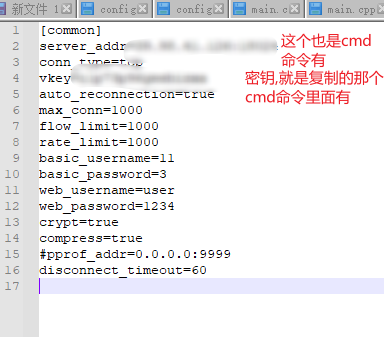 新文件 1
config
config
main.c
main.cpp
1 [common]
2 server_addr=
3 conn_type=tcp
4 vkey
5 auto_reconnection=true
6 max_conn=1000
7 flow_limit=1000
8 rate_limit=1000
9 basic_username=11
10 basic_password=3
11 web_username=user
12 web_password=1234
13 crypt=true
14 compress=true
15 #pprof_addr=0.0.0.0:9999
16 disconnect_timeout=60
17
这个也是cmd
命令有
密钥,就是复制的那个
cmd命令里面有